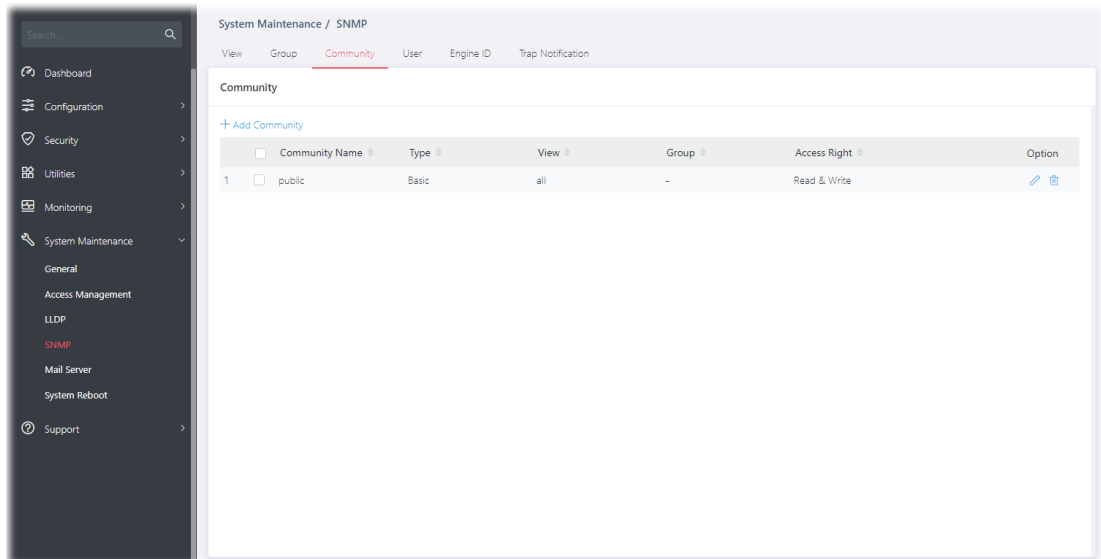 Search...
Dashboard
Configuration
Security
Utilities
Monitoring
System Maintenance
General
Access Management
LLDP
SNMP
Mail Server
System Reboot
Support
System Maintenance / SNMP
View Group Community User Engine ID Trap Notification
Community
+ Add Community
Community Name Type View Group Access Right Option
1 public Basic all - Read & Write